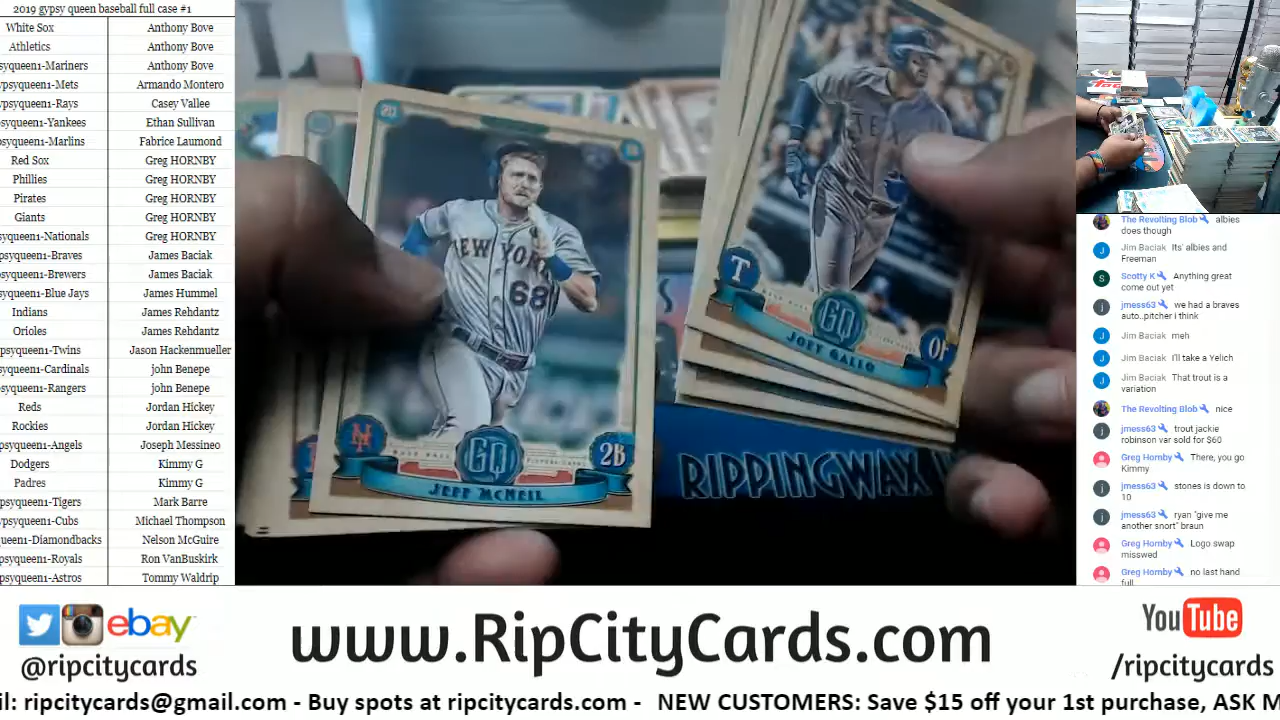 2019 gypsy queen baseball full case #1
White Sox Anthony Bove
Athletics Anthony Bove
psyqueen1-Mariners Anthony Bove
ypsyqueen1-Mets Armando Montero
ypsyqueen1-Rays Casey Vallee
syqueen1-Yankees Ethan Sullivan
psyqueen1-Marlins Fabrice Laumond
Red Sox Greg HORNBY
Phillies Greg HORNBY
Pirates Greg HORNBY
Giants Greg HORNBY
syqueen1-Nationals Greg HORNBY
psyqueen1-Braves James Baciak
psyqueen1-Brewers James Baciak
syqueen1-Blue Jays James Hummel
Indians James Rehdantz
Orioles James Rehdantz
psyqueen1-Twins Jason Hackenmueller
syqueen1-Cardinals john Benepe
psyqueen1-Rangers john Benepe
Reds Jordan Hickey
Rockies Jordan Hickey
psyqueen1-Angels Joseph Messineo
Dodgers Kimmy G
Padres Kimmy G
psyqueen1-Tigers Mark Barre
psyqueen1-Cubs Michael Thompson
ueen1-Diamondbacks Nelson McGuire
psyqueen1-Royals Ron VanBuskirk
psyqueen1-Astros Tommy Waldrip
NEW YORK
68
GQ
2B
JEFF McNEIL
TE
T
GQ
OF
JOEY GALLO
RIPPINGWAX
The Revolting Blob albies
does though
Jim Baciak Its' albies and
Freeman
Scotty K Anything great
come out yet
jmess63 we had a braves
auto..pitcher i think
Jim Baciak meh
Jim Baciak I'll take a Yelich
Jim Baciak That trout is a
variation
The Revolting Blob nice
jmess63 trout jackie
robinson var sold for $60
Greg Hornby There, you go
Kimmy
jmess63 stones is down to
10
jmess63 ryan "give me
another snort" braun
Greg Hornby Logo swap
misswed
Greg Hornby no last hand
full
ebay
@ripcitycards
www.RipCityCards.com
YouTube
/ripcitycards
il: ripcitycards@gmail.com - Buy spots at ripcitycards.com - NEW CUSTOMERS: Save $15 off your 1st purchase, ASK M